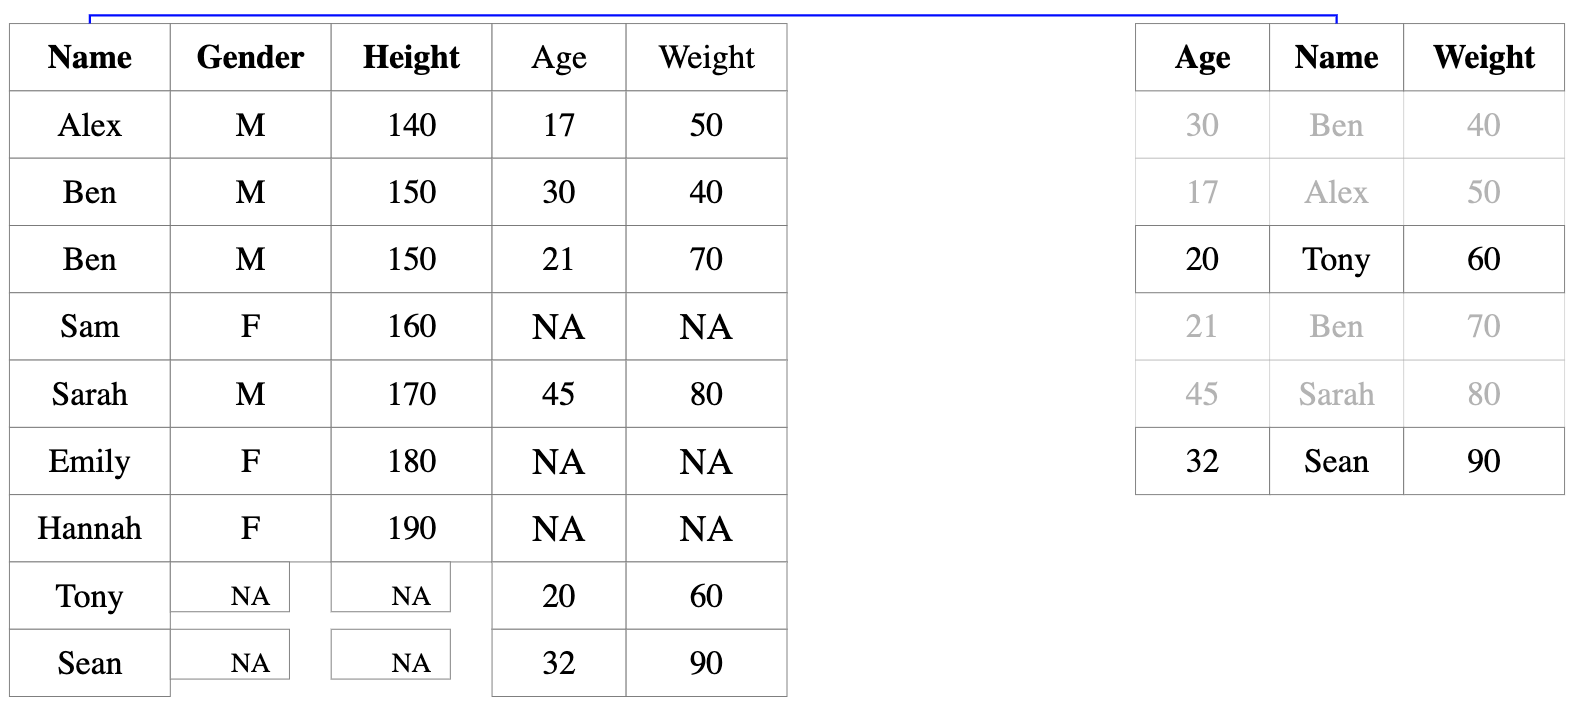 Name Gender Height Age Weight
Alex M 140 17 50
Ben M 150 30 40
Ben M 150 21 70
Sam F 160 NA NA
Sarah M 170 45 80
Emily F 180 NA NA
Hannah F 190 NA NA
Tony NA NA 20 60
Sean NA NA 32 90
Age Name Weight
30 Ben 40
17 Alex 50
20 Tony 60
21 Ben 70
45 Sarah 80
32 Sean 90